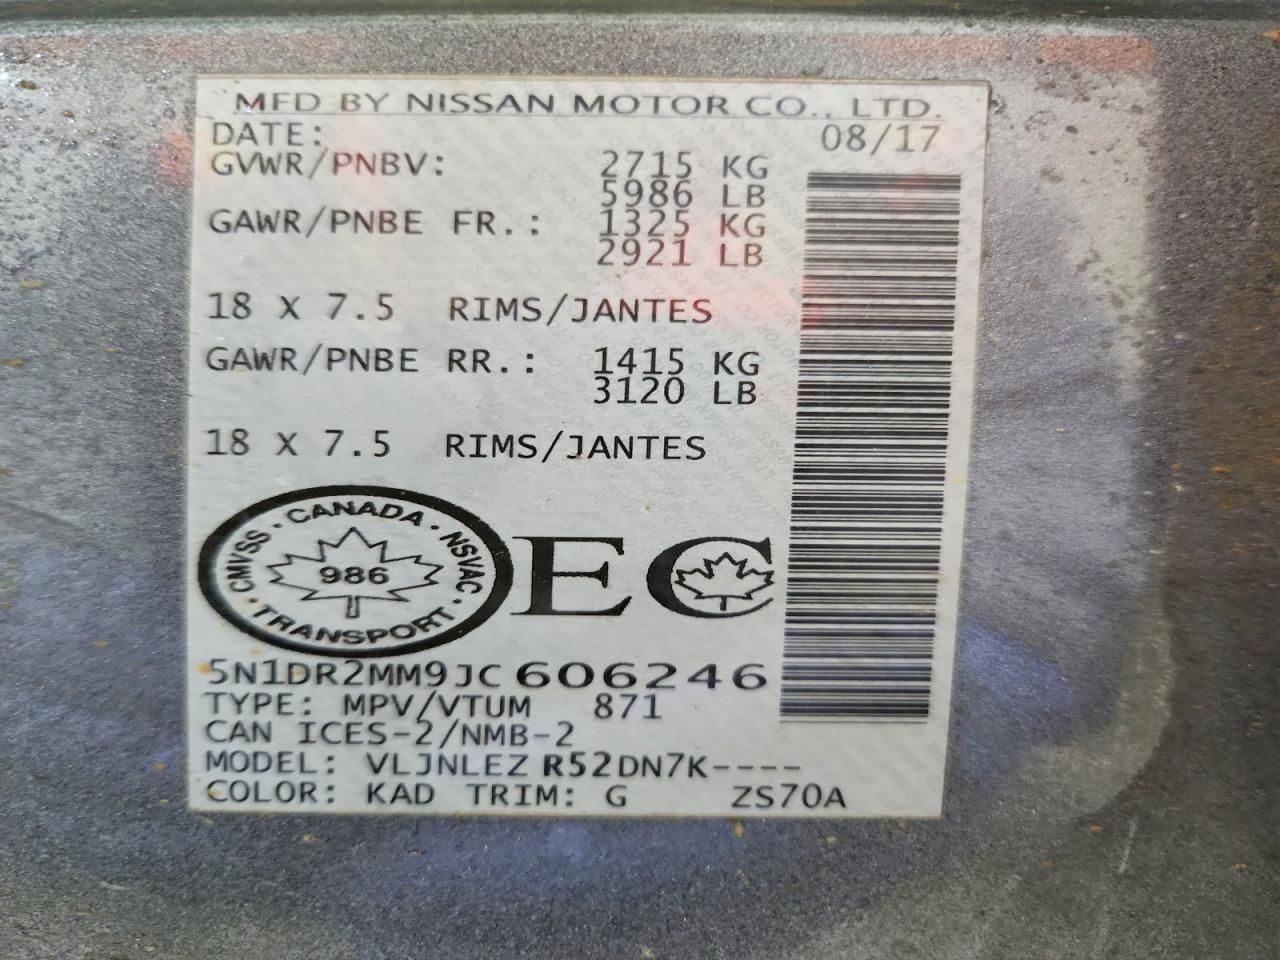 MFD BY NISSAN MOTOR CO., LTD.
DATE: 08/17
GVWR/PNBV: 2715 KG
5986 LB
GAWR/PNBE FR.: 1325 KG
2921 LB
18 X 7.5 RIMS/JANTES
GAWR/PNBE RR.: 1415 KG
3120 LB
18 X 7.5 RIMS/JANTES
CMVSS · CANADA · NSVAC · TRANSPORT ·
986
EC
5N1DR2MM9JC606246
TYPE: MPV/VTUM 871
CAN ICES-2/NMB-2
MODEL: VLJNLEZ R52DN7K----
COLOR: KAD TRIM: G ZS70A